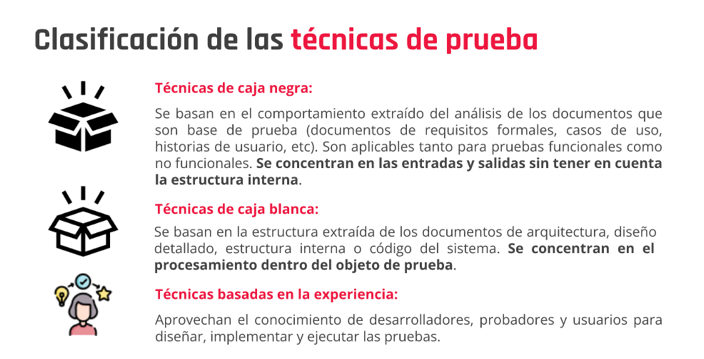 Clasificación de las técnicas de prueba
Técnicas de caja negra:
Se basan en el comportamiento extraído del análisis de los documentos que
son base de prueba (documentos de requisitos formales, casos de uso,
historias de usuario, etc). Son aplicables tanto para pruebas funcionales como
no funcionales. Se concentran en las entradas y salidas sin tener en cuenta
la estructura interna.
Técnicas de caja blanca:
Se basan en la estructura extraída de los documentos de arquitectura, diseño
detallado, estructura interna o código del sistema. Se concentran en el
procesamiento dentro del objeto de prueba.
Técnicas basadas en la experiencia:
Aprovechan el conocimiento de desarrolladores, probadores y usuarios para
diseñar, implementar y ejecutar las pruebas.